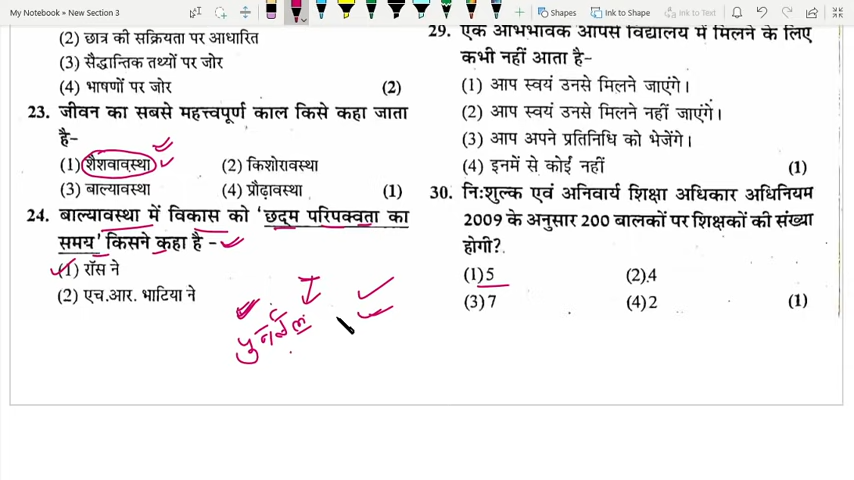 My Notebook » New Section 3
Shapes
Ink to Shape
Ink to Text
(2) छात्र की सक्रियता पर आधारित
(3) सैद्धान्तिक तथ्यों पर जोर
(4) भाषणों पर जोर (2)
23. जीवन का सबसे महत्त्वपूर्ण काल किसे कहा जाता
है-
(1) शैशवावस्था (2) किशोरावस्था
(3) बाल्यावस्था (4) प्रौढ़ावस्था (1)
24. बाल्यावस्था में विकास को 'छद्म परिपक्वता का
समय' किसने कहा है -
(1) रॉस ने
(2) एच.आर. भाटिया ने
29. एक अभिभावक आपसे विद्यालय में मिलने के लिए
कभी नहीं आता है-
(1) आप स्वयं उनसे मिलने जाएंगे।
(2) आप स्वयं उनसे मिलने नहीं जाएंगे।
(3) आप अपने प्रतिनिधि को भेजेंगे।
(4) इनमें से कोई नहीं (1)
30. निःशुल्क एवं अनिवार्य शिक्षा अधिकार अधिनियम
2009 के अनुसार 200 बालकों पर शिक्षकों की संख्या
होगी?
(1) 5 (2) 4
(3) 7 (4) 2 (1)